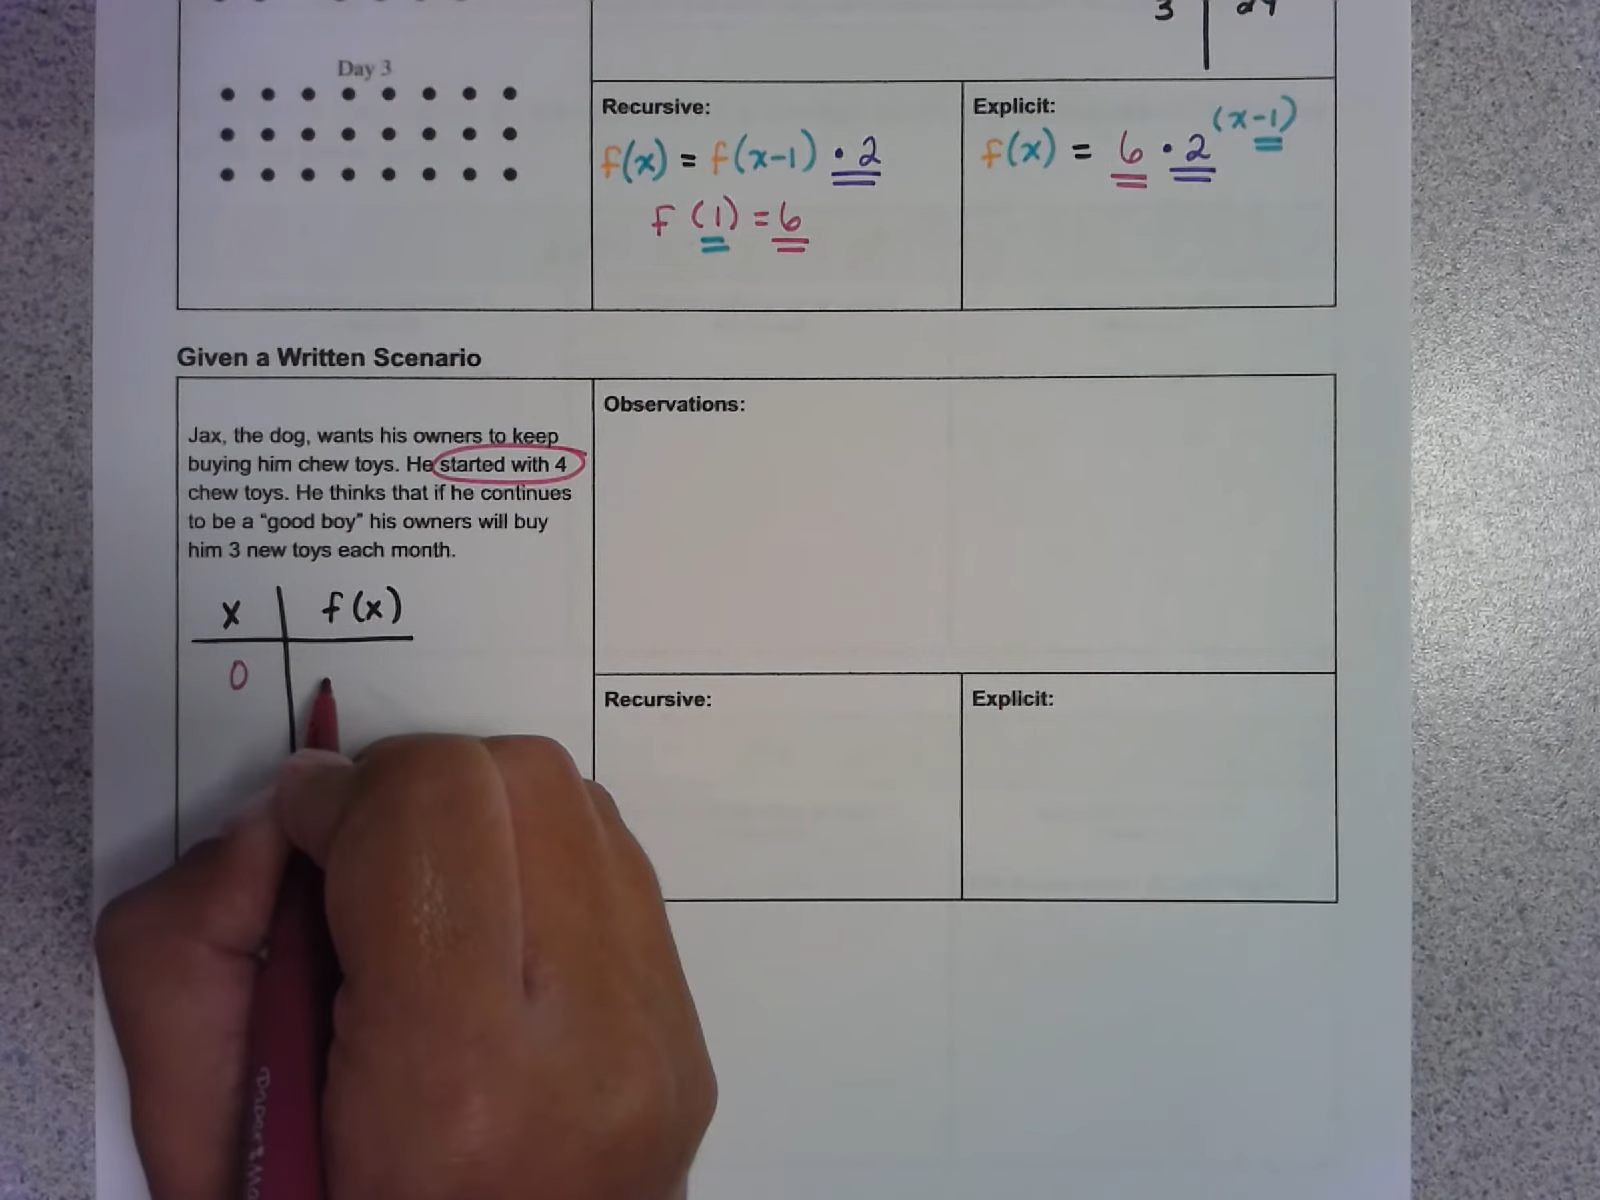 3
Day 3
Recursive:
f(x) = f(x-1) · 2
f (1) = 6
Explicit:
f(x) = 6 · 2^(x-1)
Given a Written Scenario
Jax, the dog, wants his owners to keep
buying him chew toys. He started with 4
chew toys. He thinks that if he continues
to be a “good boy” his owners will buy
him 3 new toys each month.
x f(x)
0
Observations:
Recursive:
Explicit: